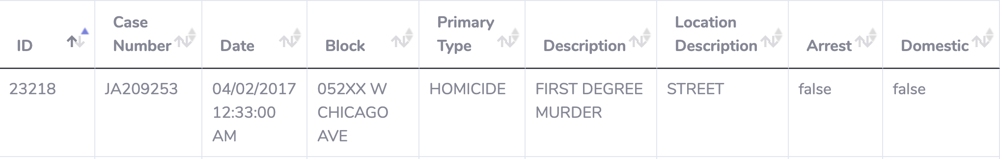 ID
Case Number
Date
Block
Primary Type
Description
Location Description
Arrest
Domestic
23218
JA209253
04/02/2017
12:33:00
AM
052XX W
CHICAGO
AVE
HOMICIDE
FIRST DEGREE
MURDER
STREET
false
false